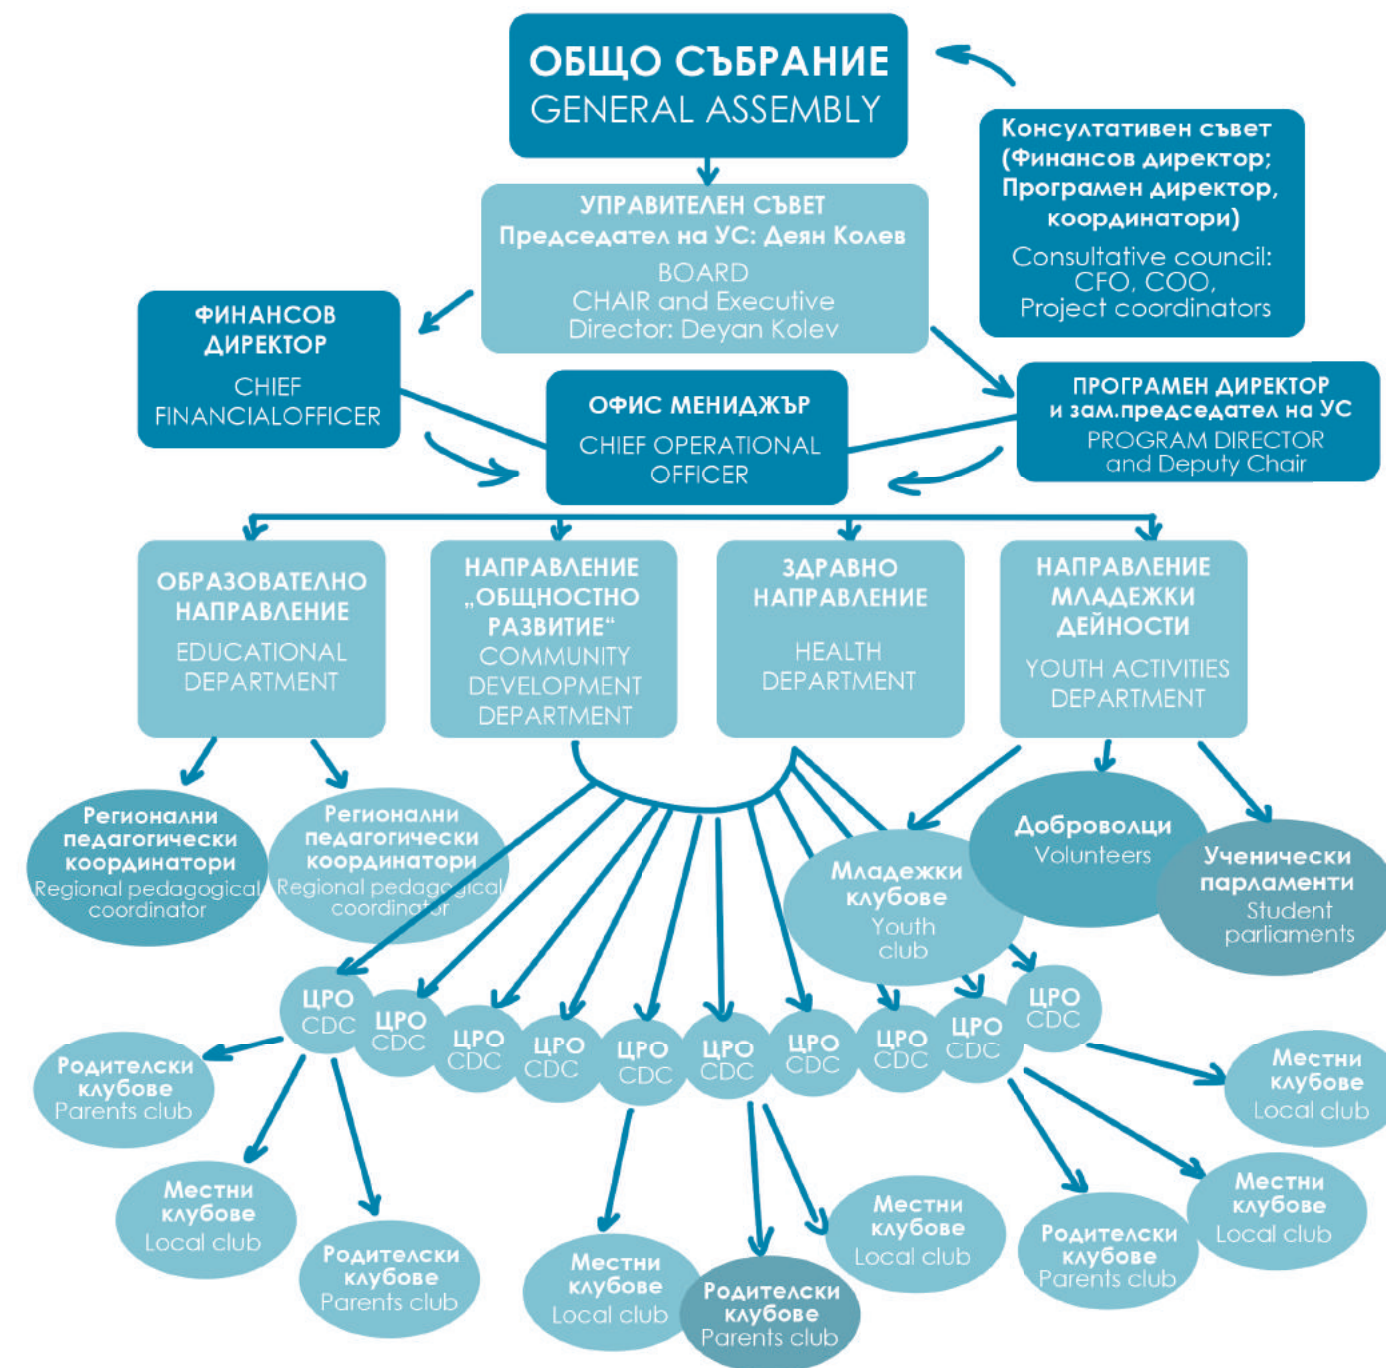 ОБЩО СЪБРАНИЕ
GENERAL ASSEMBLY
Консултативен съвет
(Финансов директор;
Програмен директор,
координатори)
Consultative council:
CFO, COO,
Project coordinators
УПРАВИТЕЛЕН СЪВЕТ
Председател на УС: Деян Колев
BOARD
CHAIR and Executive
Director: Deyan Kolev
ФИНАНСОВ
ДИРЕКТОР
CHIEF
FINANCIALOFFICER
ОФИС МЕНИДЖЪР
CHIEF OPERATIONAL
OFFICER
ПРОГРАМЕН ДИРЕКТОР
и зам.председател на УС
PROGRAM DIRECTOR
and Deputy Chair
ОБРАЗОВАТЕЛНО
НАПРАВЛЕНИЕ
EDUCATIONAL
DEPARTMENT
НАПРАВЛЕНИЕ
„ОБЩНОСТНО
РАЗВИТИЕ“
COMMUNITY
DEVELOPMENT
DEPARTMENT
ЗДРАВНО
НАПРАВЛЕНИЕ
HEALTH
DEPARTMENT
НАПРАВЛЕНИЕ
МЛАДЕЖКИ
ДЕЙНОСТИ
YOUTH ACTIVITIES
DEPARTMENT
Регионални
педагогически
координатори
Regional pedagogical
coordinator
Регионални
педагогически
координатори
Regional pedagogical
coordinator
Младежки
клубове
Youth
club
Доброволци
Volunteers
Ученически
парламенти
Student
parliaments
ЦРО
CDC
ЦРО
CDC
ЦРО
CDC
ЦРО
CDC
ЦРО
CDC
ЦРО
CDC
ЦРО
CDC
ЦРО
CDC
ЦРО
CDC
ЦРО
CDC
Родителски
клубове
Parents club
Местни
клубове
Local club
Родителски
клубове
Parents club
Местни
клубове
Local club
Родителски
клубове
Parents club
Местни
клубове
Local club
Родителски
клубове
Parents club
Местни
клубове
Local club
Местни
клубове
Local club